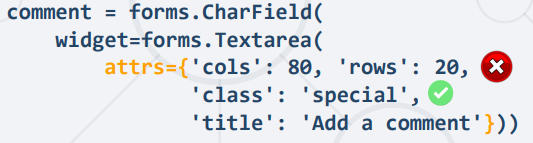 comment = forms.CharField(
    widget=forms.Textarea(
        attrs={'cols': 80, 'rows': 20,
               'class': 'special',
               'title': 'Add a comment'}))